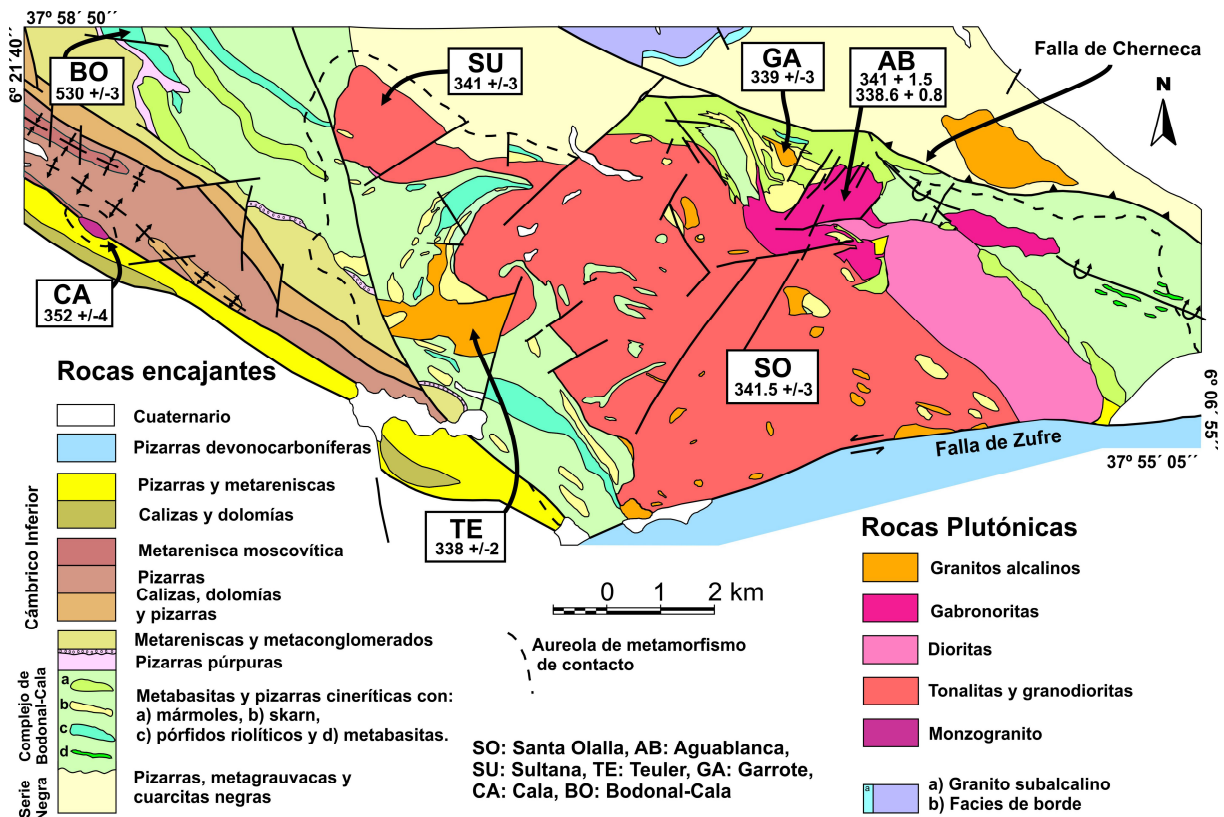 37º 58´ 50´´
6º 21´ 40´´
BO
530 +/-3
SU
341 +/-3
GA
339 +/-3
AB
341 + 1.5
338.6 + 0.8
Falla de Cherneca
N
CA
352 +/-4
SO
341.5 +/-3
TE
338 +/-2
Falla de Zufre
6º 06´ 55´´
37º 55´ 05´´
Rocas encajantes
Cuaternario
Pizarras devonocarboníferas
Cámbrico Inferior
Pizarras y metareniscas
Calizas y dolomías
Metarenisca moscovítica
Pizarras
Calizas, dolomías
y pizarras
Metareniscas y metaconglomerados
Pizarras púrpuras
Complejo de
Bodonal-Cala
a
b
c
d
Metabasitas y pizarras cineríticas con:
a) mármoles, b) skarn,
c) pórfidos riolíticos y d) metabasitas.
Serie
Negra
Pizarras, metagrauvacas y
cuarcitas negras
0 1 2 km
Aureola de metamorfismo
de contacto
SO: Santa Olalla, AB: Aguablanca,
SU: Sultana, TE: Teuler, GA: Garrote,
CA: Cala, BO: Bodonal-Cala
Rocas Plutónicas
Granitos alcalinos
Gabronoritas
Dioritas
Tonalitas y granodioritas
Monzogranito
a
a) Granito subalcalino
b) Facies de borde